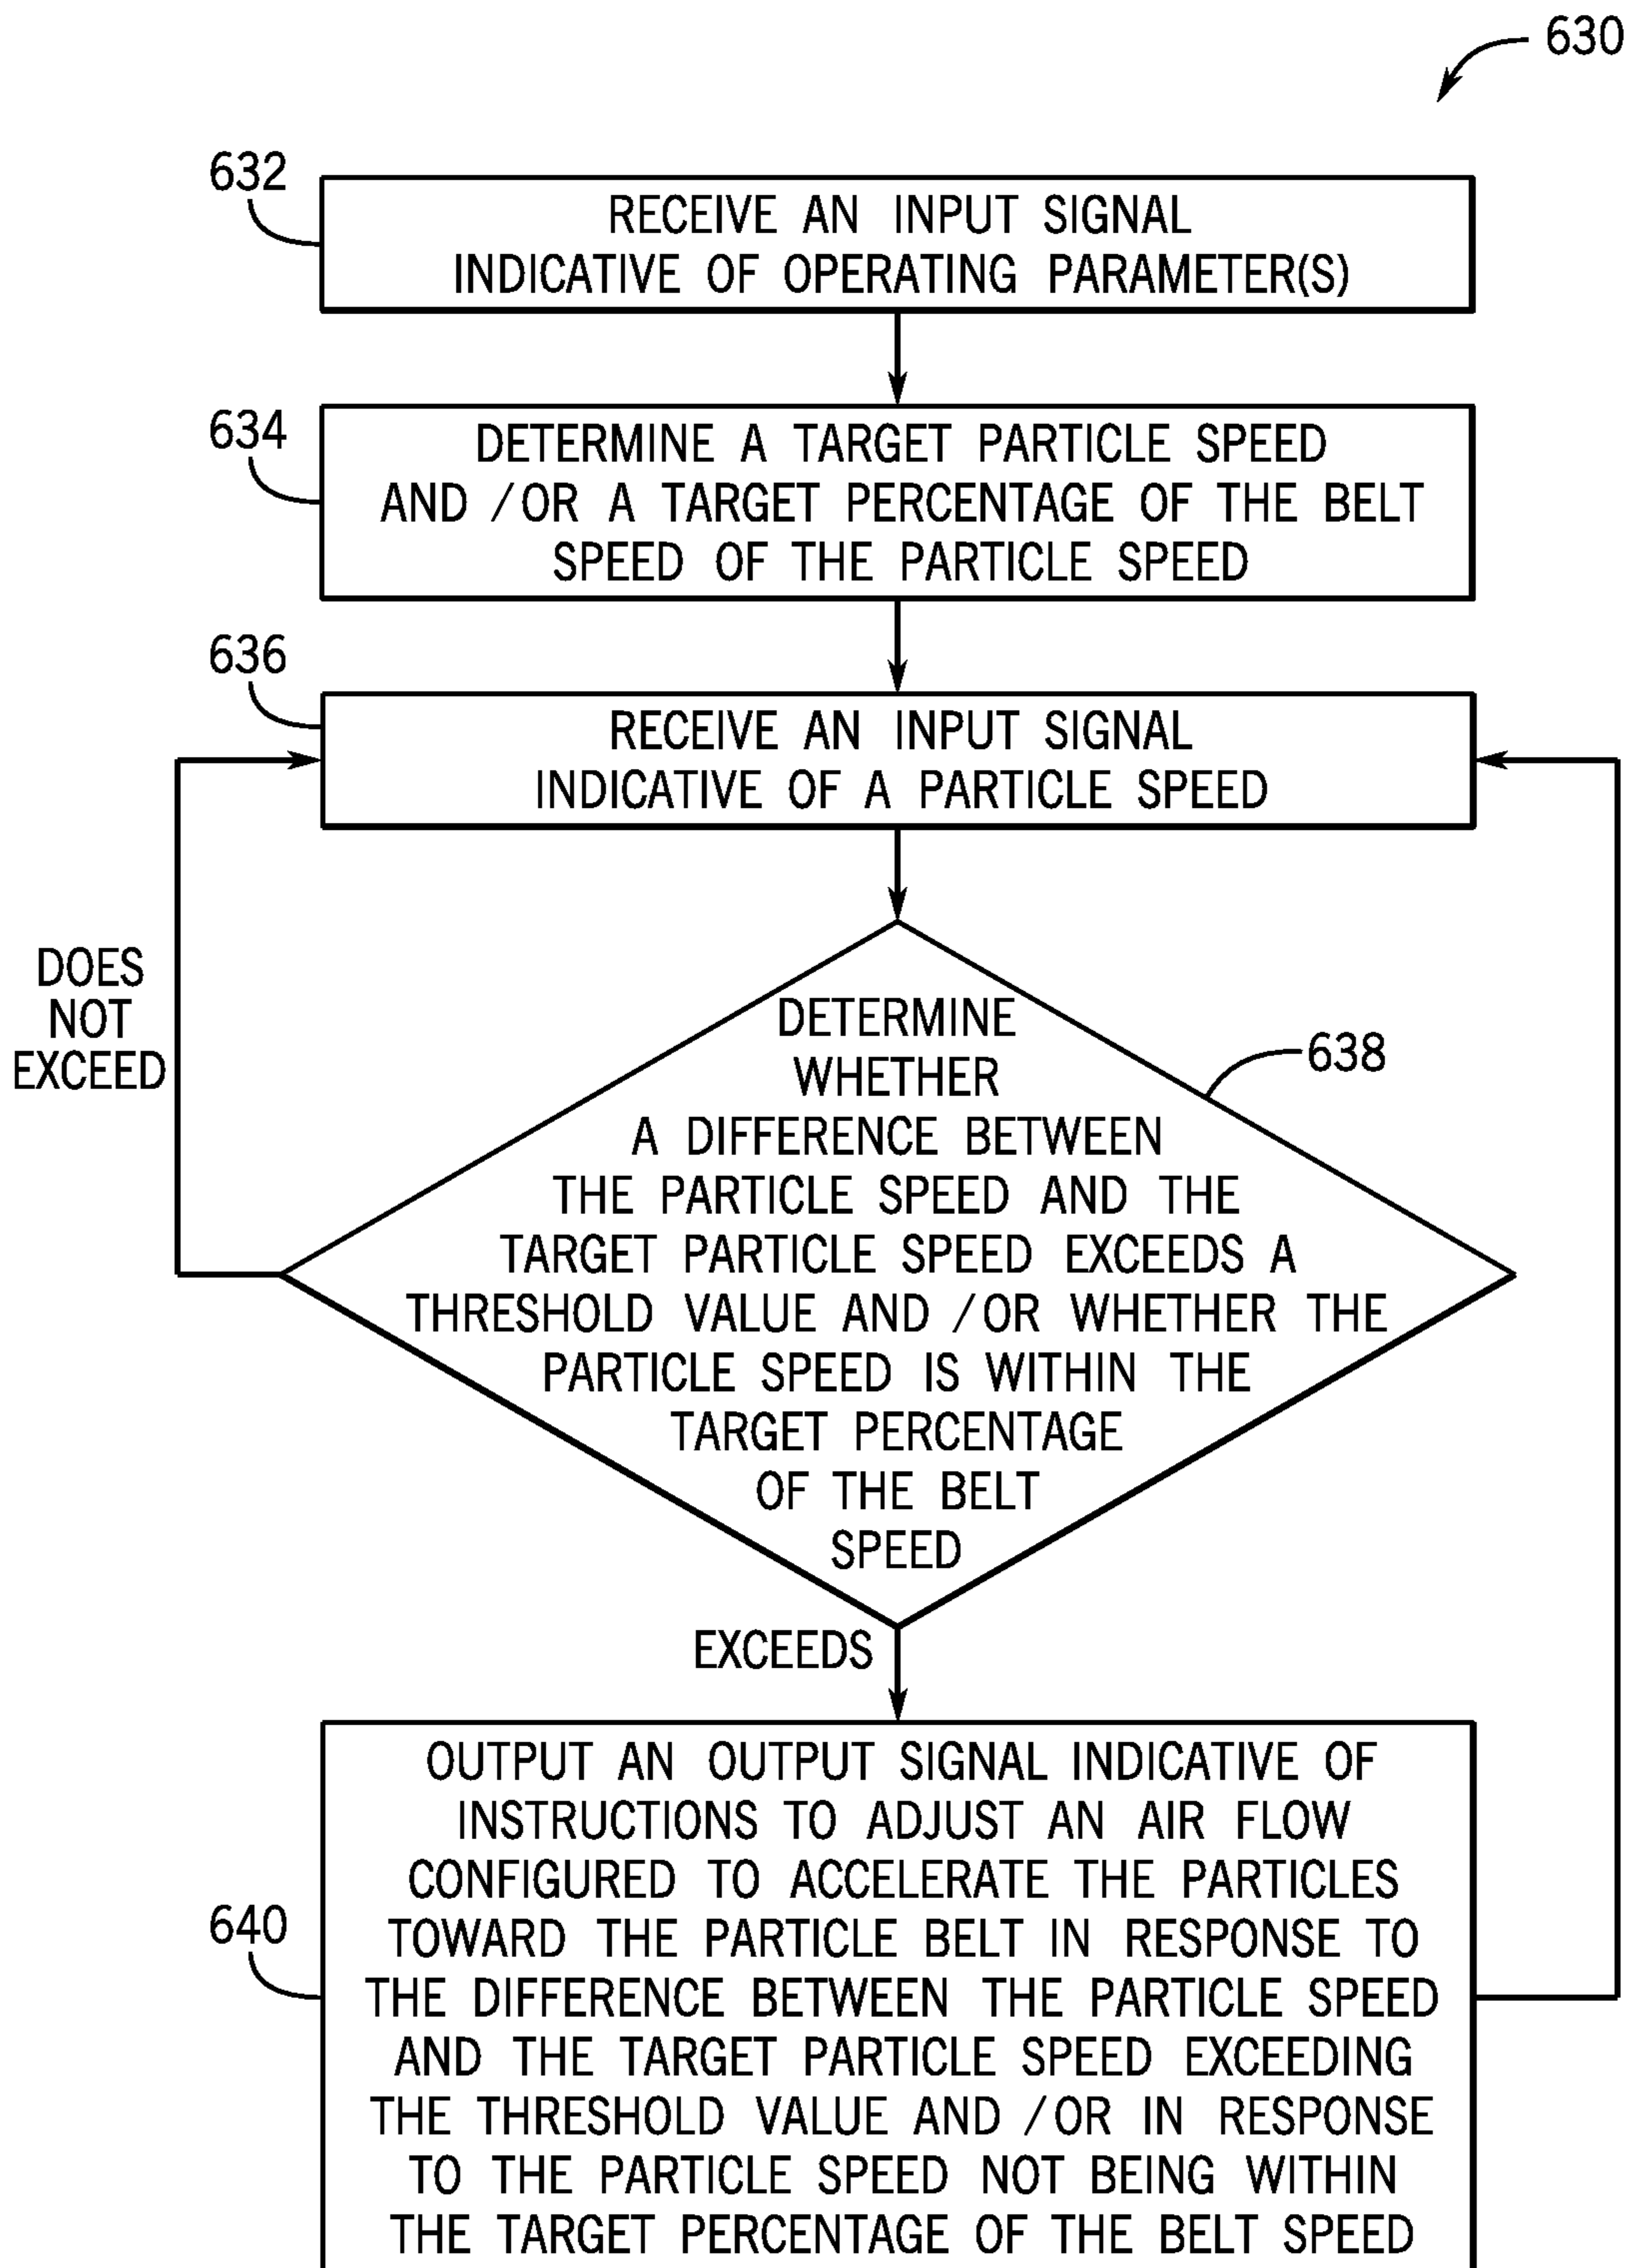 630
632
RECEIVE AN INPUT SIGNAL
INDICATIVE OF OPERATING PARAMETER(S)
634
DETERMINE A TARGET PARTICLE SPEED
AND /OR A TARGET PERCENTAGE OF THE BELT
SPEED OF THE PARTICLE SPEED
636
RECEIVE AN INPUT SIGNAL
INDICATIVE OF A PARTICLE SPEED
DOES
NOT
EXCEED
638
DETERMINE
WHETHER
A DIFFERENCE BETWEEN
THE PARTICLE SPEED AND THE
TARGET PARTICLE SPEED EXCEEDS A
THRESHOLD VALUE AND /OR WHETHER THE
PARTICLE SPEED IS WITHIN THE
TARGET PERCENTAGE
OF THE BELT
SPEED
EXCEEDS
640
OUTPUT AN OUTPUT SIGNAL INDICATIVE OF
INSTRUCTIONS TO ADJUST AN AIR FLOW
CONFIGURED TO ACCELERATE THE PARTICLES
TOWARD THE PARTICLE BELT IN RESPONSE TO
THE DIFFERENCE BETWEEN THE PARTICLE SPEED
AND THE TARGET PARTICLE SPEED EXCEEDING
THE THRESHOLD VALUE AND /OR IN RESPONSE
TO THE PARTICLE SPEED NOT BEING WITHIN
THE TARGET PERCENTAGE OF THE BELT SPEED